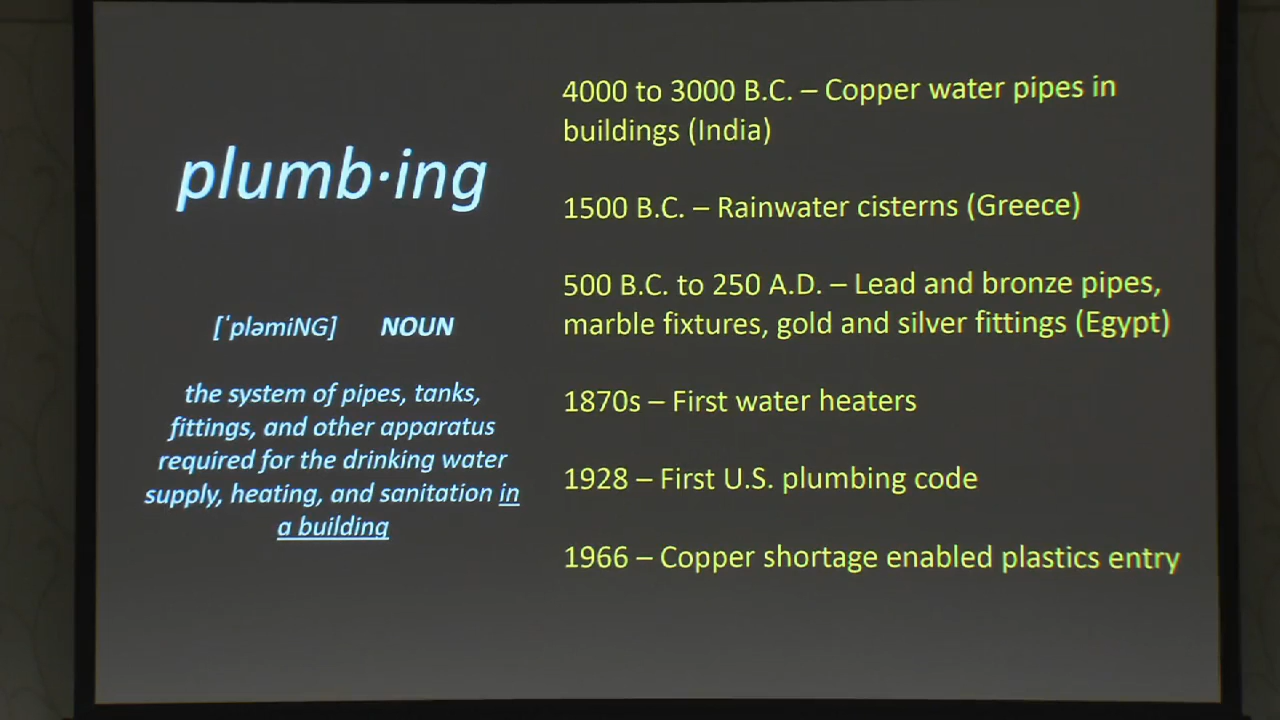 plumb·ing
[ˈpləmiNG] NOUN
the system of pipes, tanks,
fittings, and other apparatus
required for the drinking water
supply, heating, and sanitation in
a building
4000 to 3000 B.C. – Copper water pipes in
buildings (India)
1500 B.C. – Rainwater cisterns (Greece)
500 B.C. to 250 A.D. – Lead and bronze pipes,
marble fixtures, gold and silver fittings (Egypt)
1870s – First water heaters
1928 – First U.S. plumbing code
1966 – Copper shortage enabled plastics entry